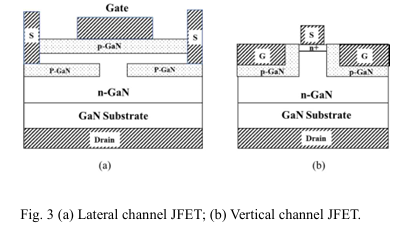 Gate
S
S
p-GaN
P-GaN
P-GaN
n-GaN
GaN Substrate
Drain
(a)
S
n+
G
G
p-GaN
p-GaN
n-GaN
GaN Substrate
Drain
(b)
Fig. 3 (a) Lateral channel JFET; (b) Vertical channel JFET.